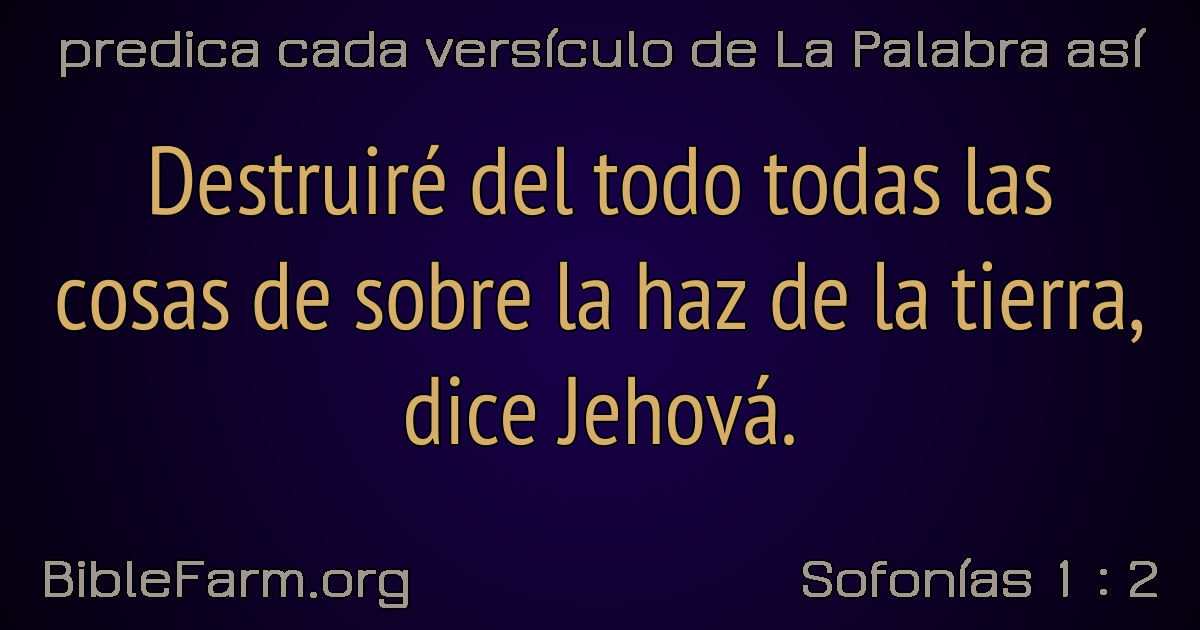 predica cada versículo de La Palabra así
Destruiré del todo todas las
cosas de sobre la haz de la tierra,
dice Jehová.
BibleFarm.org
Sofonías 1 : 2